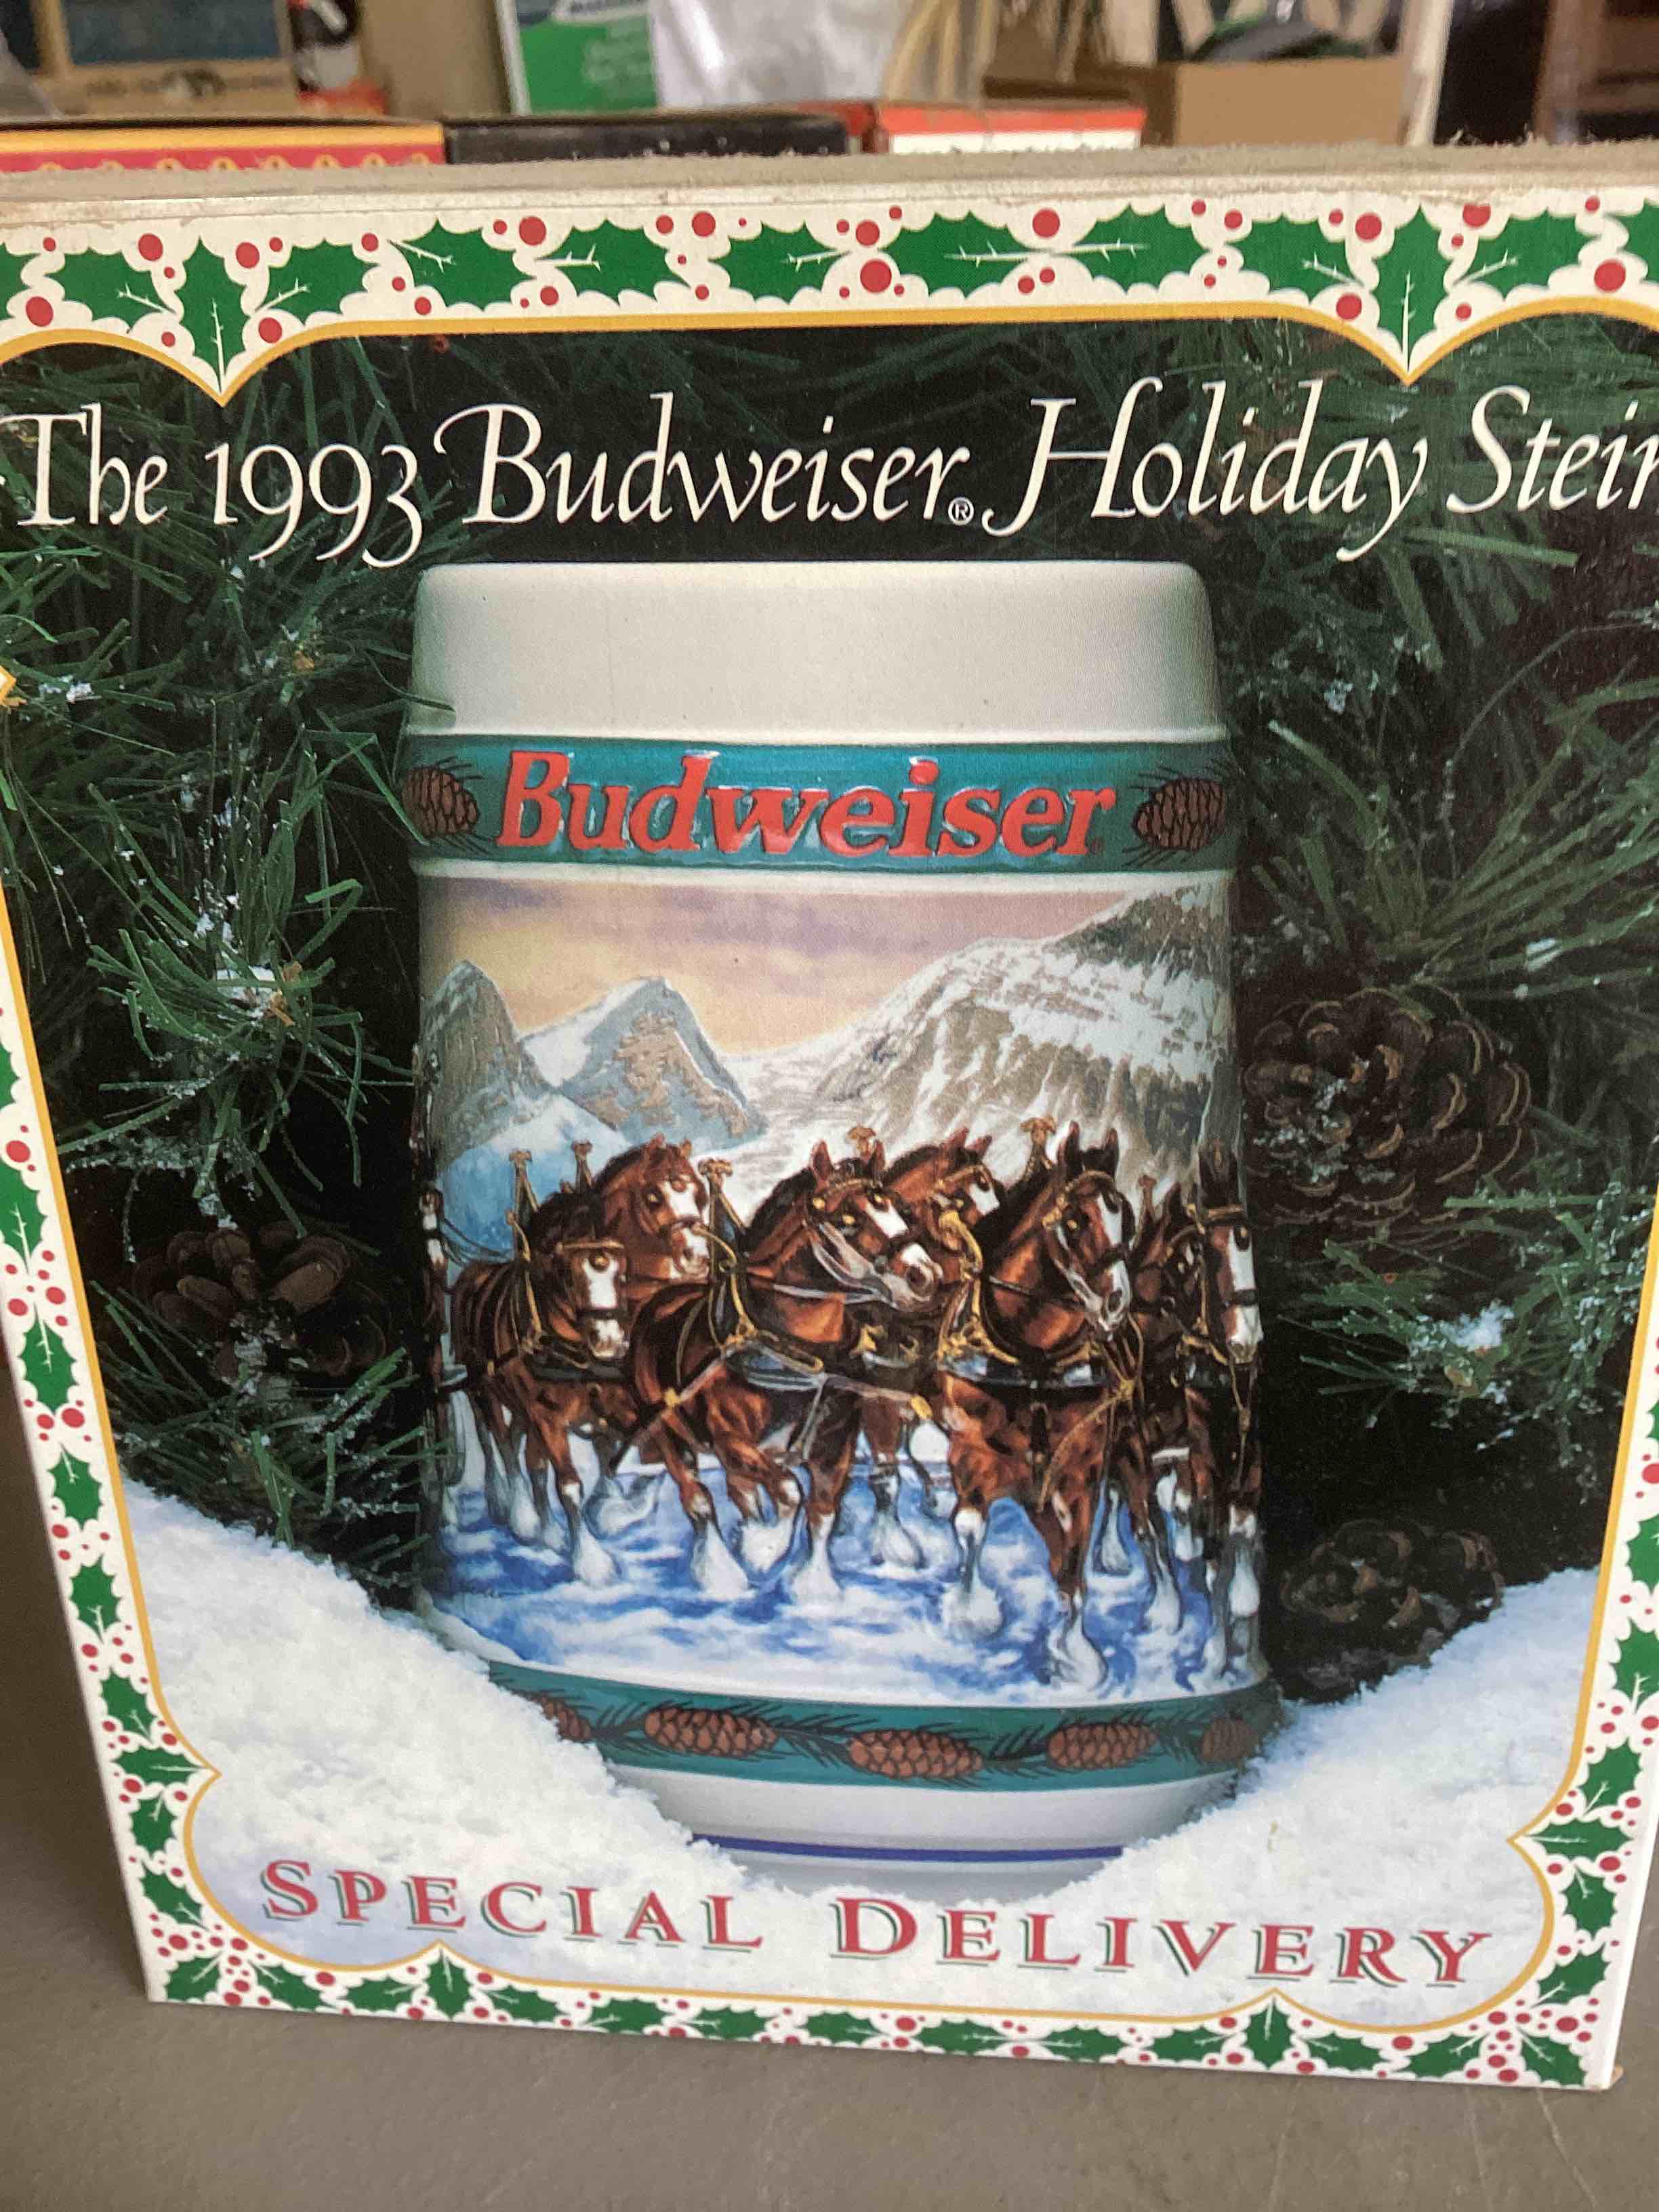 The 1993 Budweiser® Holiday Stein
Budweiser
SPECIAL DELIVERY